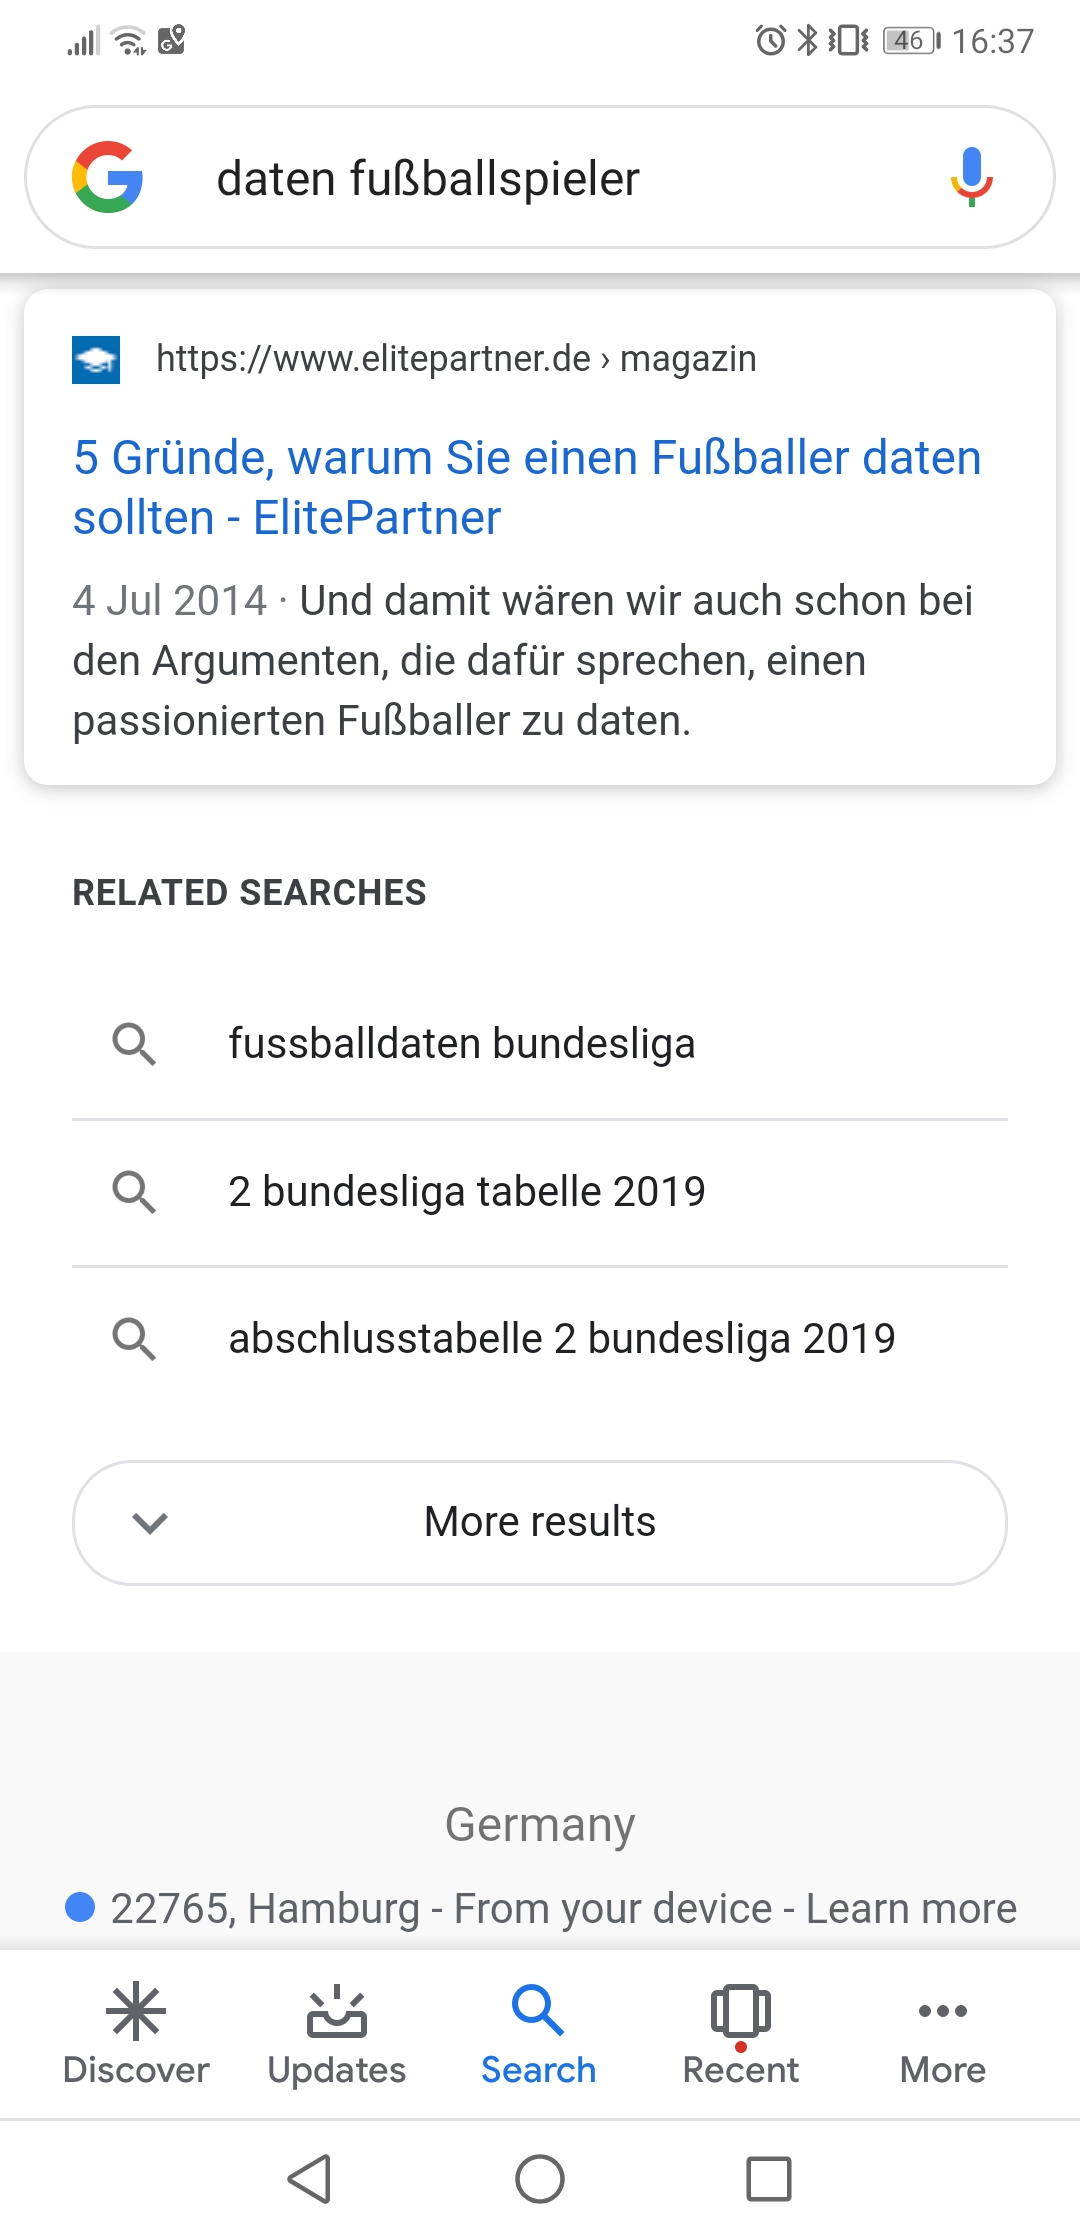 46 16:37
daten fußballspieler
https://www.elitepartner.de › magazin
5 Gründe, warum Sie einen Fußballer daten
sollten - ElitePartner
4 Jul 2014 · Und damit wären wir auch schon bei
den Argumenten, die dafür sprechen, einen
passionierten Fußballer zu daten.
RELATED SEARCHES
fussballdaten bundesliga
2 bundesliga tabelle 2019
abschlusstabelle 2 bundesliga 2019
More results
Germany
22765, Hamburg - From your device - Learn more
Discover Updates Search Recent More